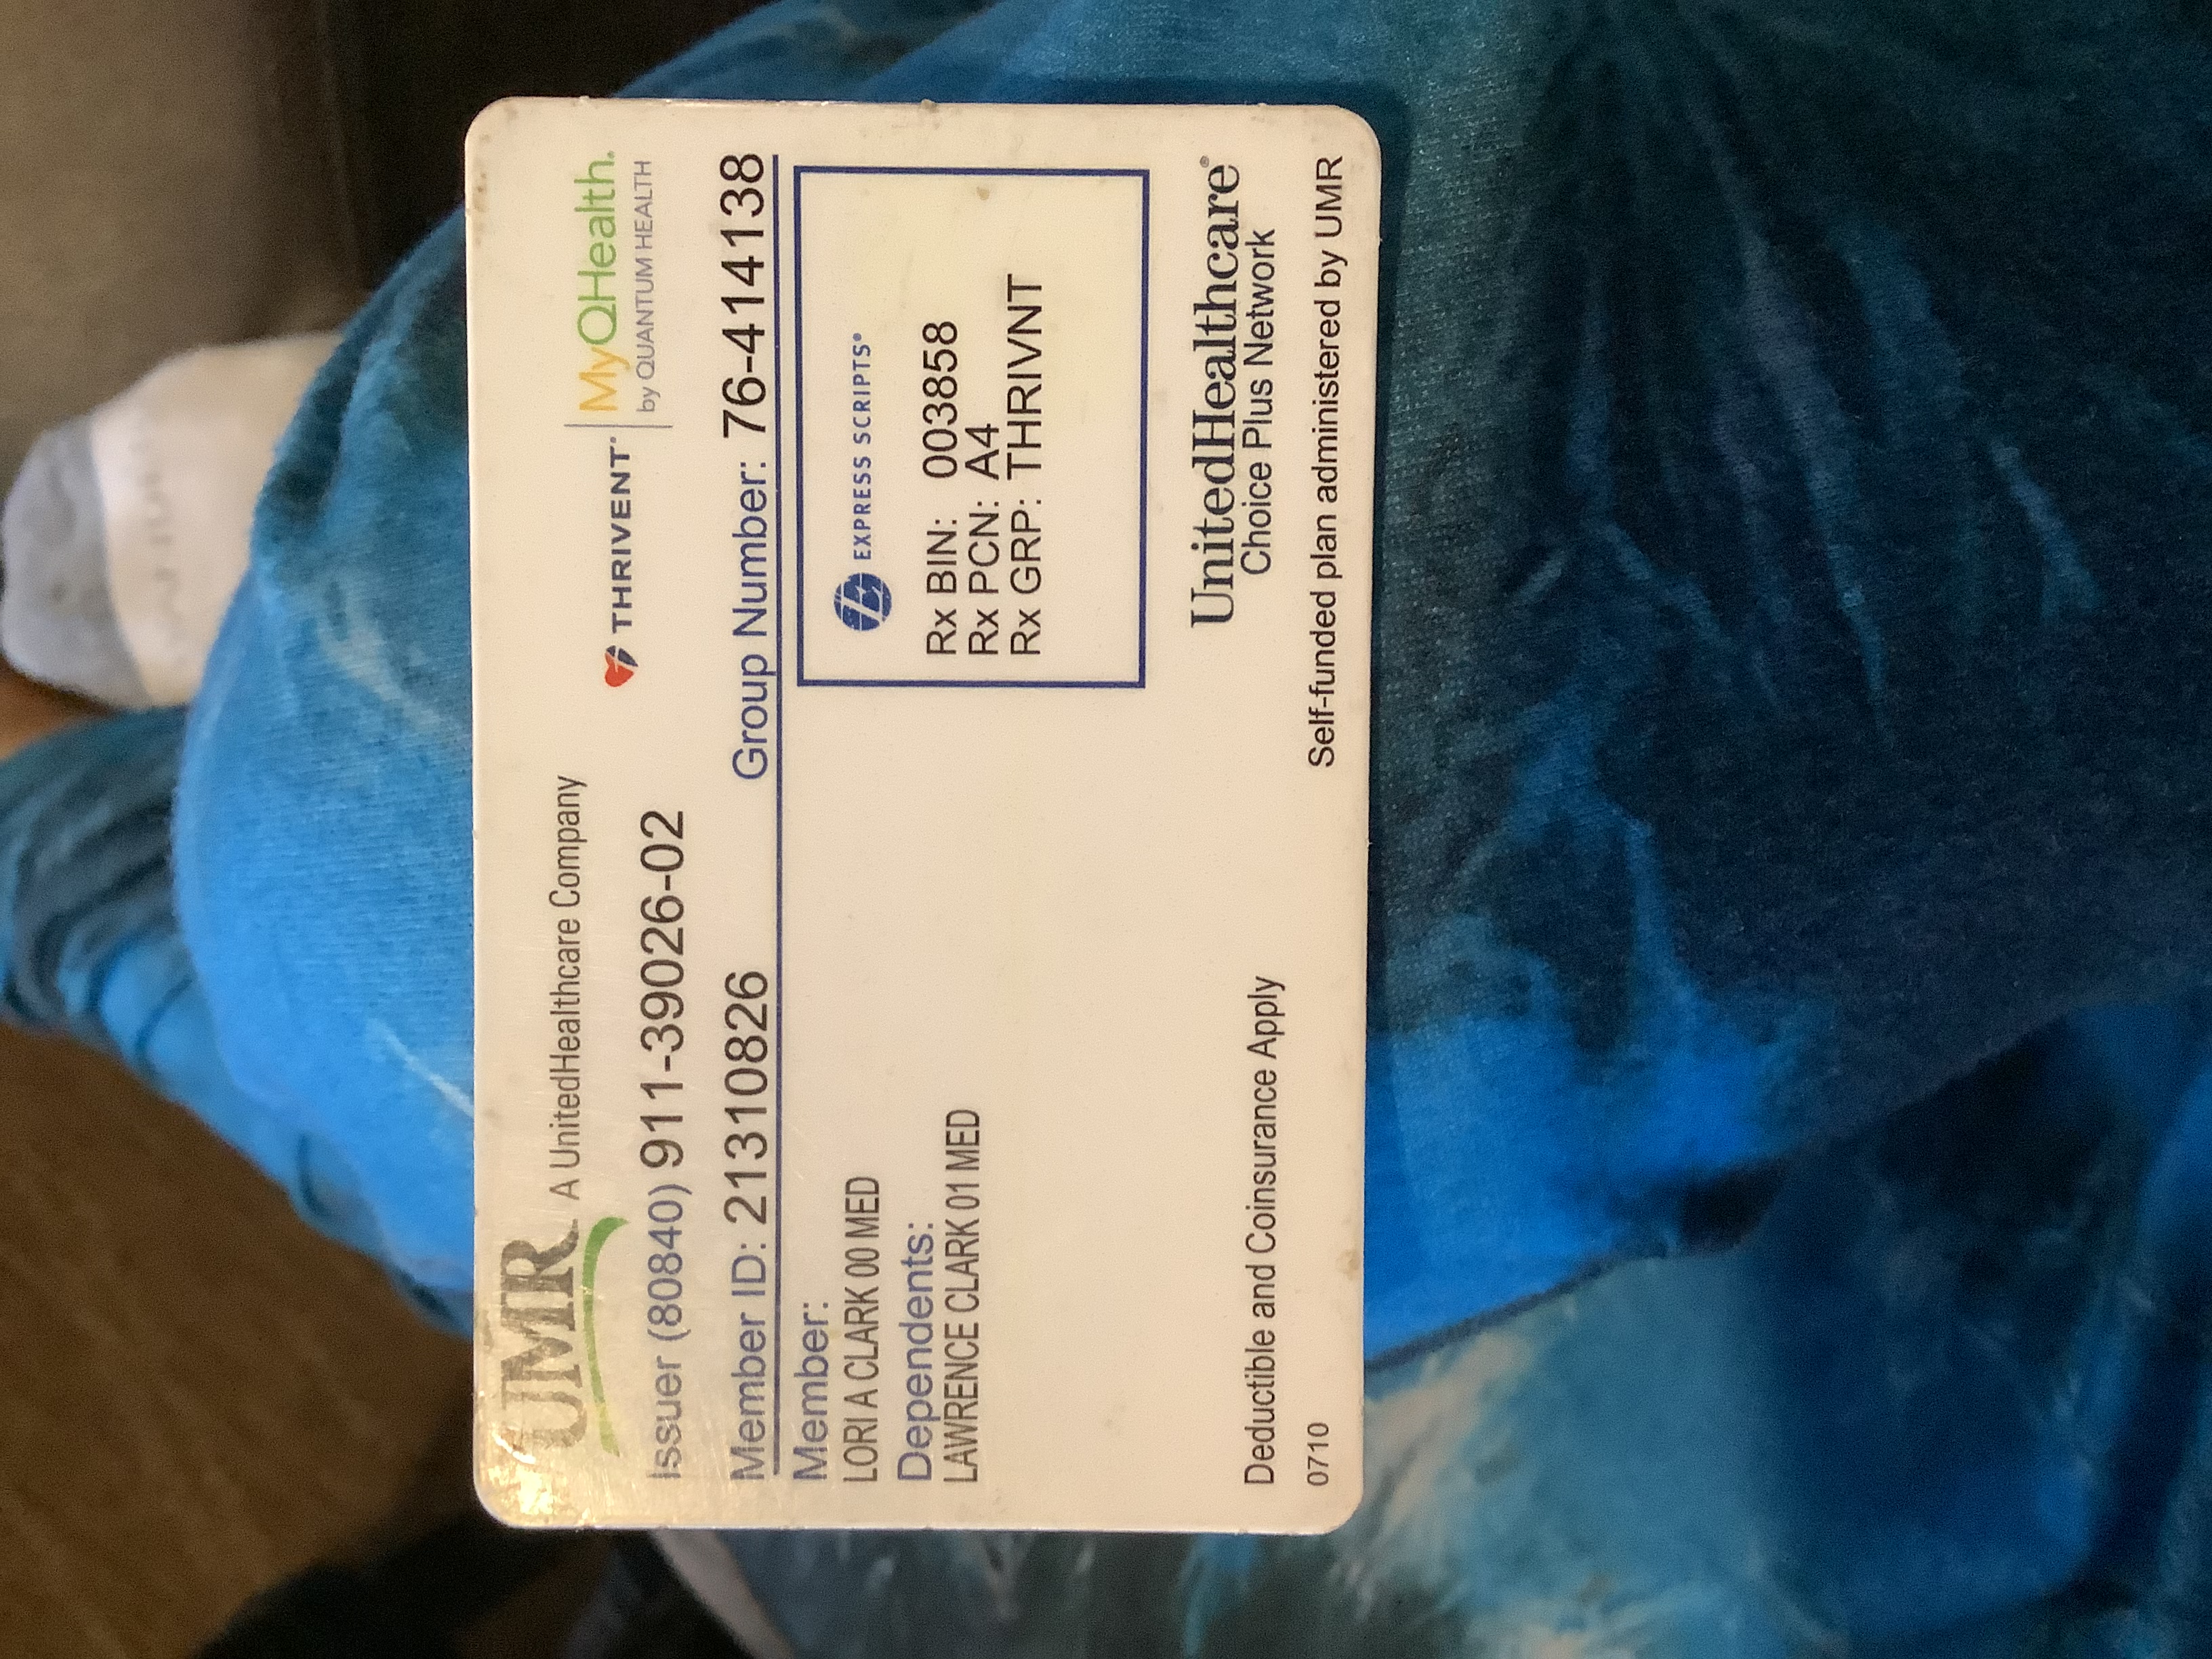 UMR A UnitedHealthcare Company
THRIVENT® MyQHealth®
by QUANTUM HEALTH
Issuer (80840) 911-39026-02
Member ID: 21310826 Group Number: 76-414138
Member:
LORI A CLARK 00 MED
Dependents:
LAWRENCE CLARK 01 MED
EXPRESS SCRIPTS®
Rx BIN: 003858
Rx PCN: A4
Rx GRP: THRIVNT
UnitedHealthcare®
Choice Plus Network
Deductible and Coinsurance Apply
0710
Self-funded plan administered by UMR